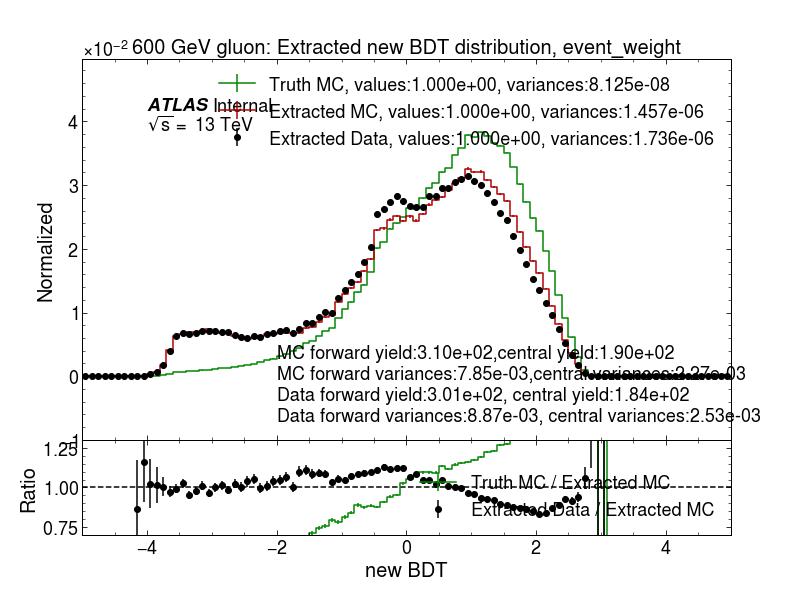 ×10⁻² 600 GeV gluon: Extracted new BDT distribution, event_weight
Truth MC, values:1.000e+00, variances:8.125e-08
ATLAS Internal
Extracted MC, values:1.000e+00, variances:1.457e-06
√s = 13 TeV
Extracted Data, values:1.000e+00, variances:1.736e-06
4
3
2
1
0
−1
Normalized
MC forward yield:3.10e+02,central yield:1.90e+02
MC forward variances:7.85e-03,central variances:2.27e-03
Data forward yield:3.01e+02, central yield:1.84e+02
Data forward variances:8.87e-03, central variances:2.53e-03
1.25
1.00
0.75
Ratio
Truth MC / Extracted MC
Extracted Data / Extracted MC
−4 −2 0 2 4
new BDT